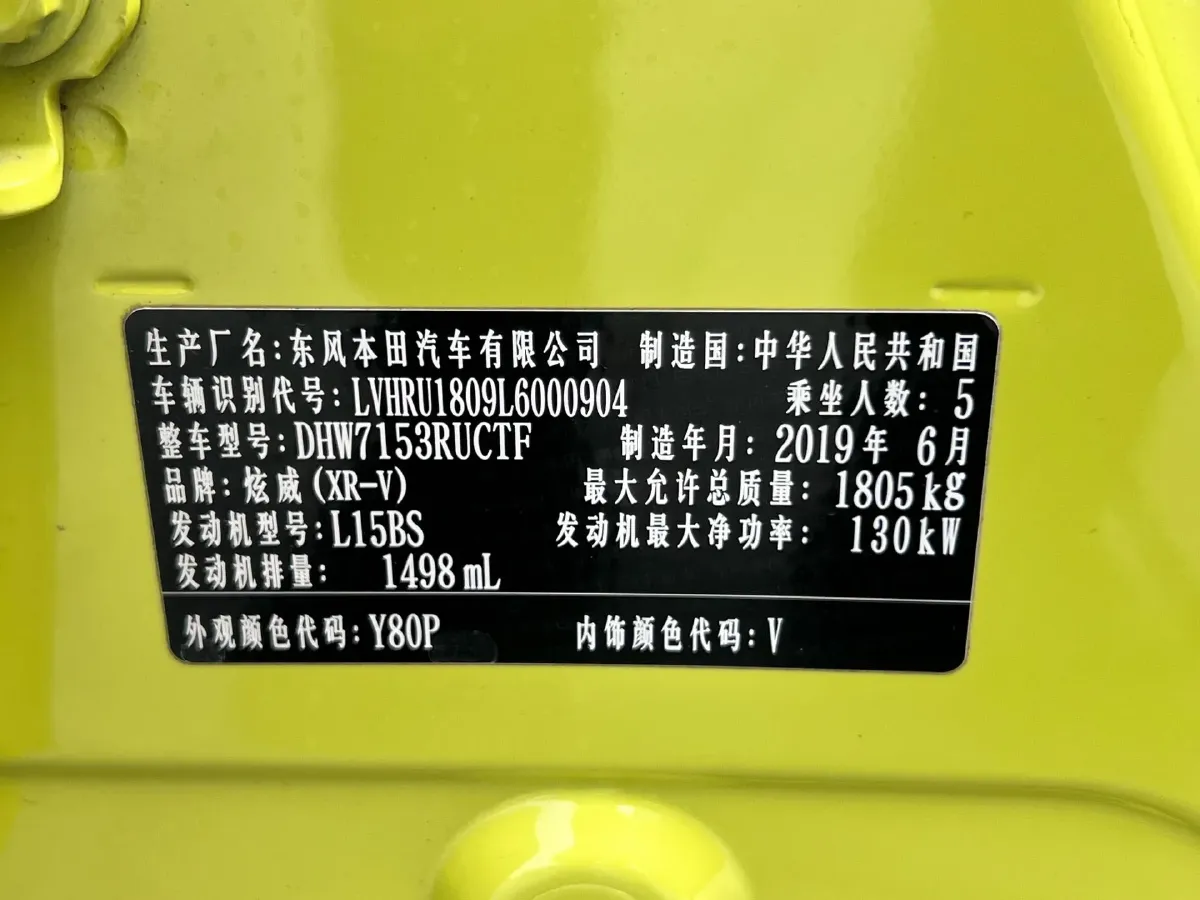 生产厂名:东风本田汽车有限公司 制造国:中华人民共和国
车辆识别代号:LVHRU1809L6000904 乘坐人数:5
整车型号:DHW7153RUCTF 制造年月:2019年 6月
品牌:炫威(XR-V) 最大允许总质量:1805kg
发动机型号:L15BS 发动机最大净功率: 130kW
发动机排量: 1498 mL
外观颜色代码:Y80P 内饰颜色代码:V